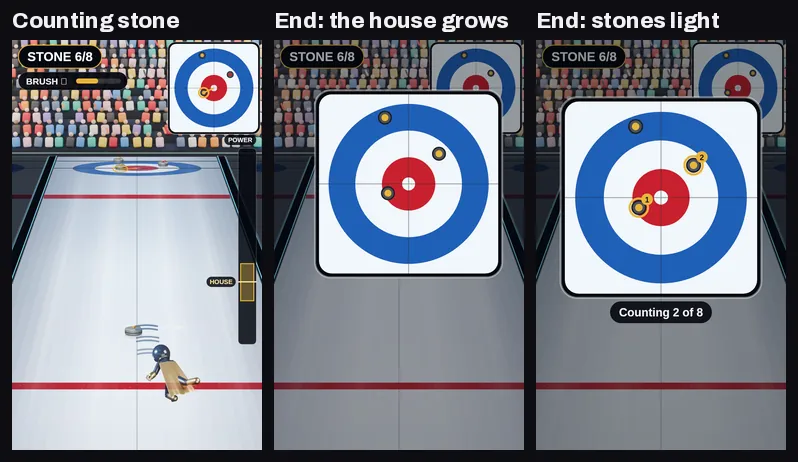 Counting stone
STONE 6/8
BRUSH
POWER
HOUSE
End: the house grows
STONE 6/8
End: stones light
STONE 6/8
2
1
Counting 2 of 8